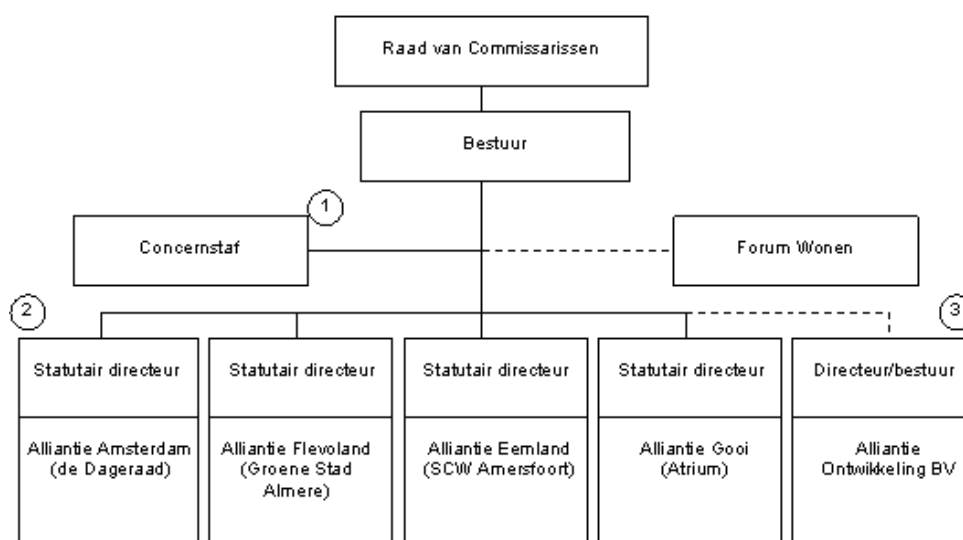 Raad van Commissarissen
Bestuur
1
Concernstaf
Forum Wonen
2
3
Statutair directeur
Statutair directeur
Statutair directeur
Statutair directeur
Directeur/bestuur
Alliantie Amsterdam
(de Dageraad)
Alliantie Flevoland
(Groene Stad
Almere)
Alliantie Eemland
(SCW Amersfoort)
Alliantie Gooi
(Atrium)
Alliantie
Ontwikkeling BV